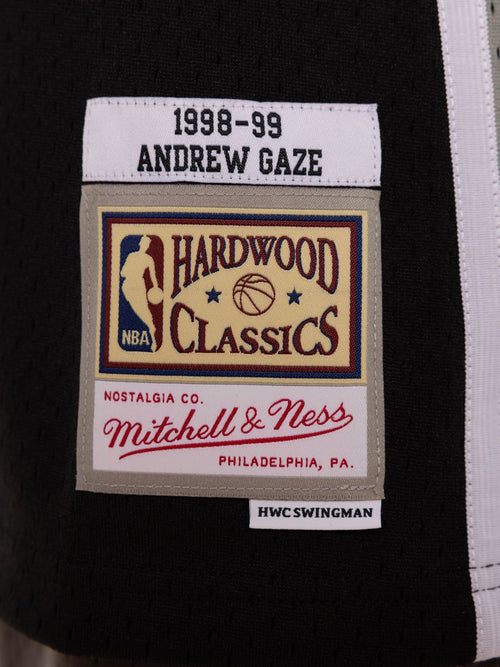 1998-99
ANDREW GAZE
HARDWOOD
CLASSICS
NBA
NOSTALGIA CO.
Mitchell & Ness
PHILADELPHIA, PA.
HWC SWINGMAN